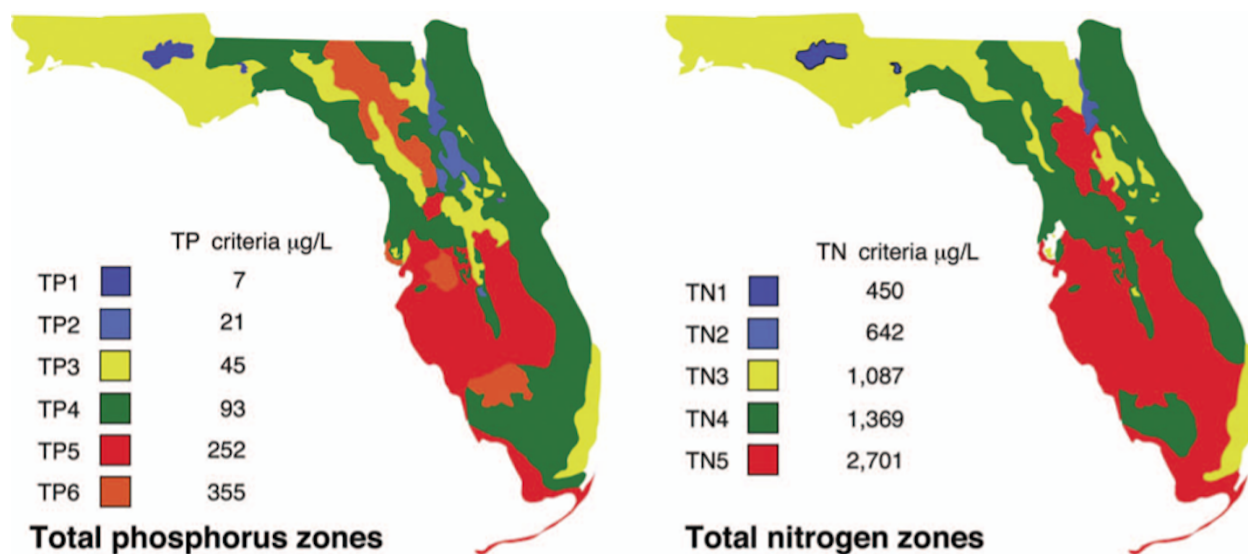 TP criteria μg/L
TP1 7
TP2 21
TP3 45
TP4 93
TP5 252
TP6 355
Total phosphorus zones
TN criteria μg/L
TN1 450
TN2 642
TN3 1,087
TN4 1,369
TN5 2,701
Total nitrogen zones